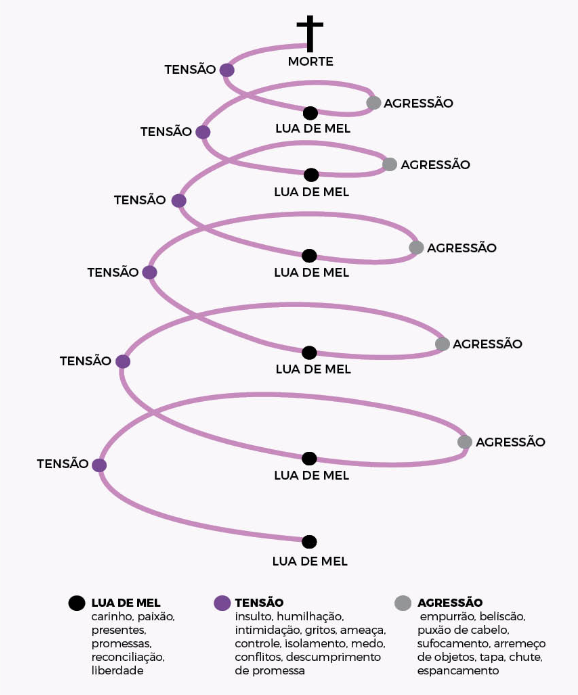 MORTE
TENSÃO
AGRESSÃO
LUA DE MEL
TENSÃO
AGRESSÃO
LUA DE MEL
TENSÃO
AGRESSÃO
LUA DE MEL
TENSÃO
AGRESSÃO
LUA DE MEL
TENSÃO
AGRESSÃO
LUA DE MEL
TENSÃO
LUA DE MEL
LUA DE MEL
carinho, paixão,
presentes,
promessas,
reconciliação,
liberdade
TENSÃO
insulto, humilhação,
intimidação, gritos, ameaça,
controle, isolamento, medo,
conflitos, descumprimento
de promessa
AGRESSÃO
empurrão, beliscão,
puxão de cabelo,
sufocamento, arremeço
de objetos, tapa, chute,
espancamento